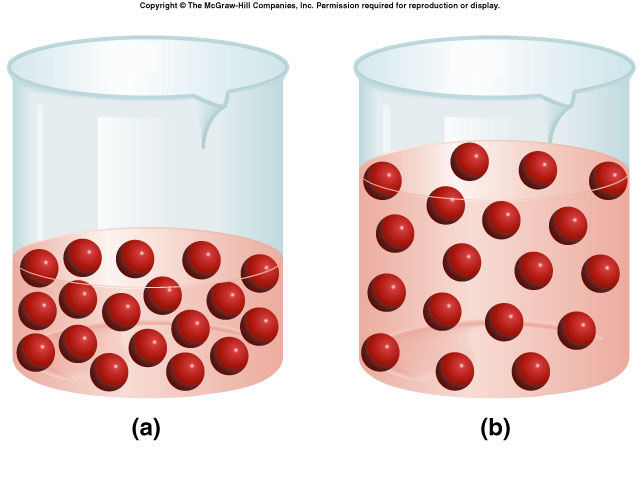 Copyright © The McGraw-Hill Companies, Inc. Permission required for reproduction or display.
(a)
(b)